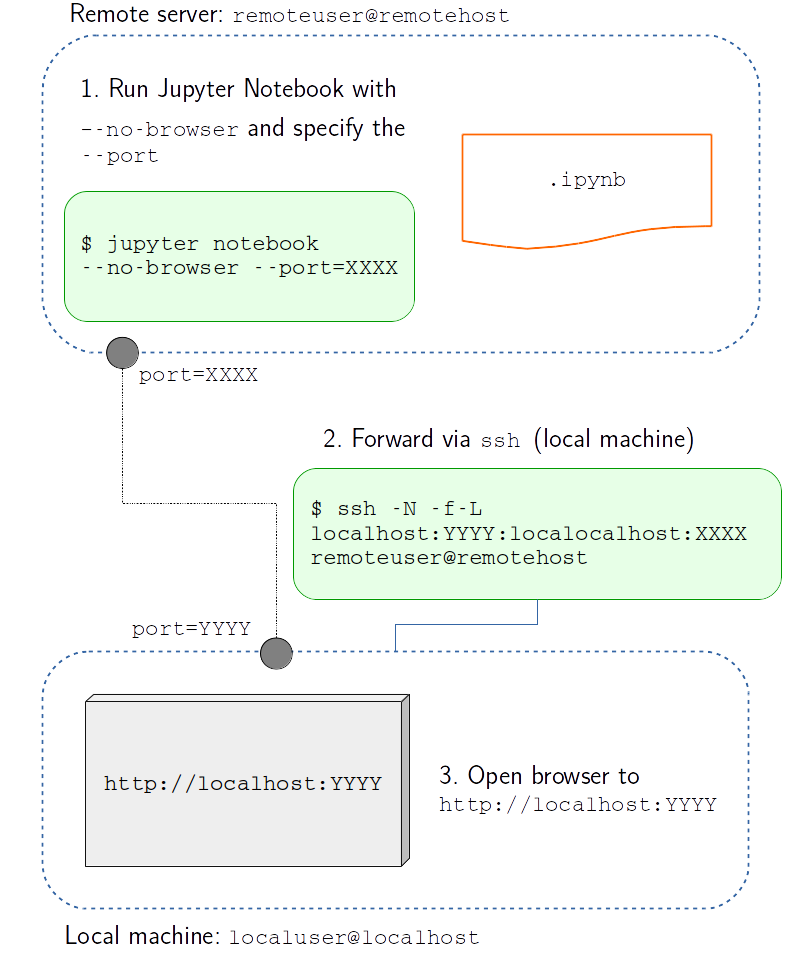 Remote server: remoteuser@remotehost
1. Run Jupyter Notebook with
--no-browser and specify the
--port
.ipynb
$ jupyter notebook
--no-browser --port=XXXX
port=XXXX
2. Forward via ssh (local machine)
$ ssh -N -f-L
localhost:YYYY:localocalhost:XXXX
remoteuser@remotehost
port=YYYY
http://localhost:YYYY
3. Open browser to
http://localhost:YYYY
Local machine: localuser@localhost